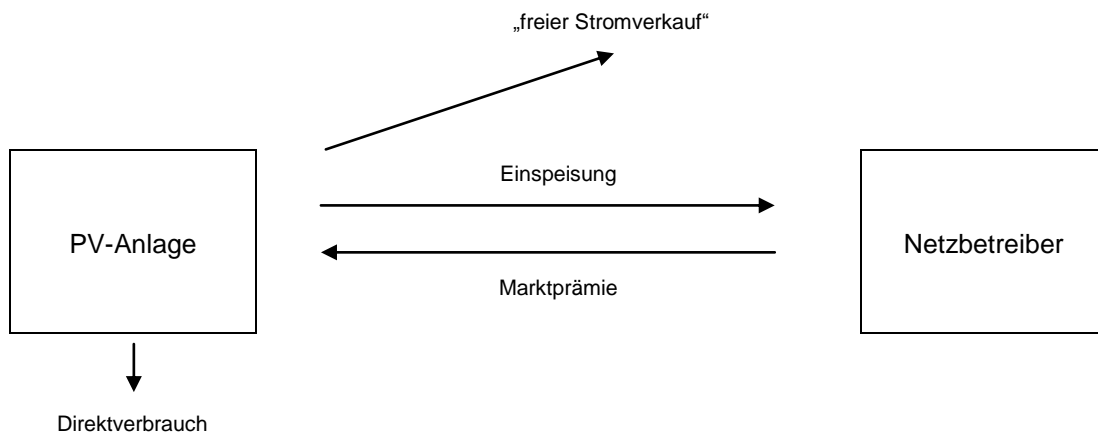 „freier Stromverkauf“
Einspeisung
PV-Anlage
Netzbetreiber
Marktprämie
Direktverbrauch